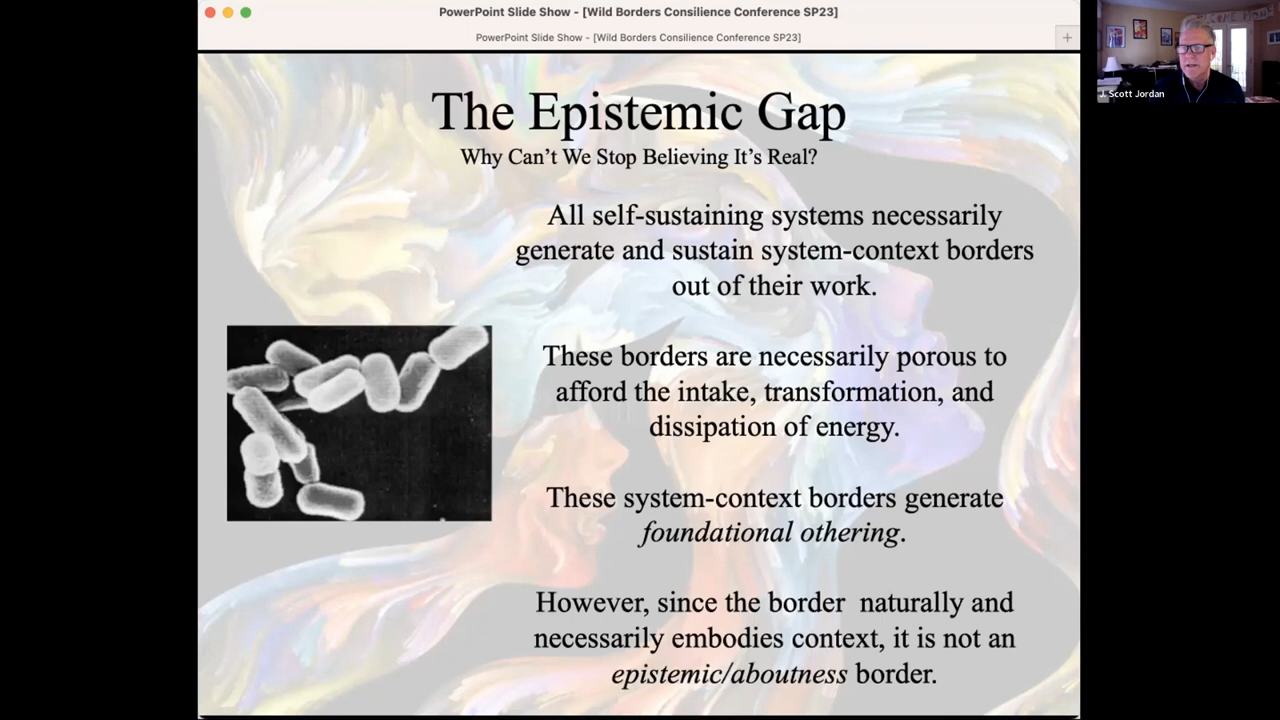 PowerPoint Slide Show - [Wild Borders Consilience Conference SP23]
PowerPoint Slide Show - [Wild Borders Consilience Conference SP23]
+
J. Scott Jordan
The Epistemic Gap
Why Can't We Stop Believing It's Real?
All self-sustaining systems necessarily
generate and sustain system-context borders
out of their work.
These borders are necessarily porous to
afford the intake, transformation, and
dissipation of energy.
These system-context borders generate
foundational othering.
However, since the border naturally and
necessarily embodies context, it is not an
epistemic/aboutness border.